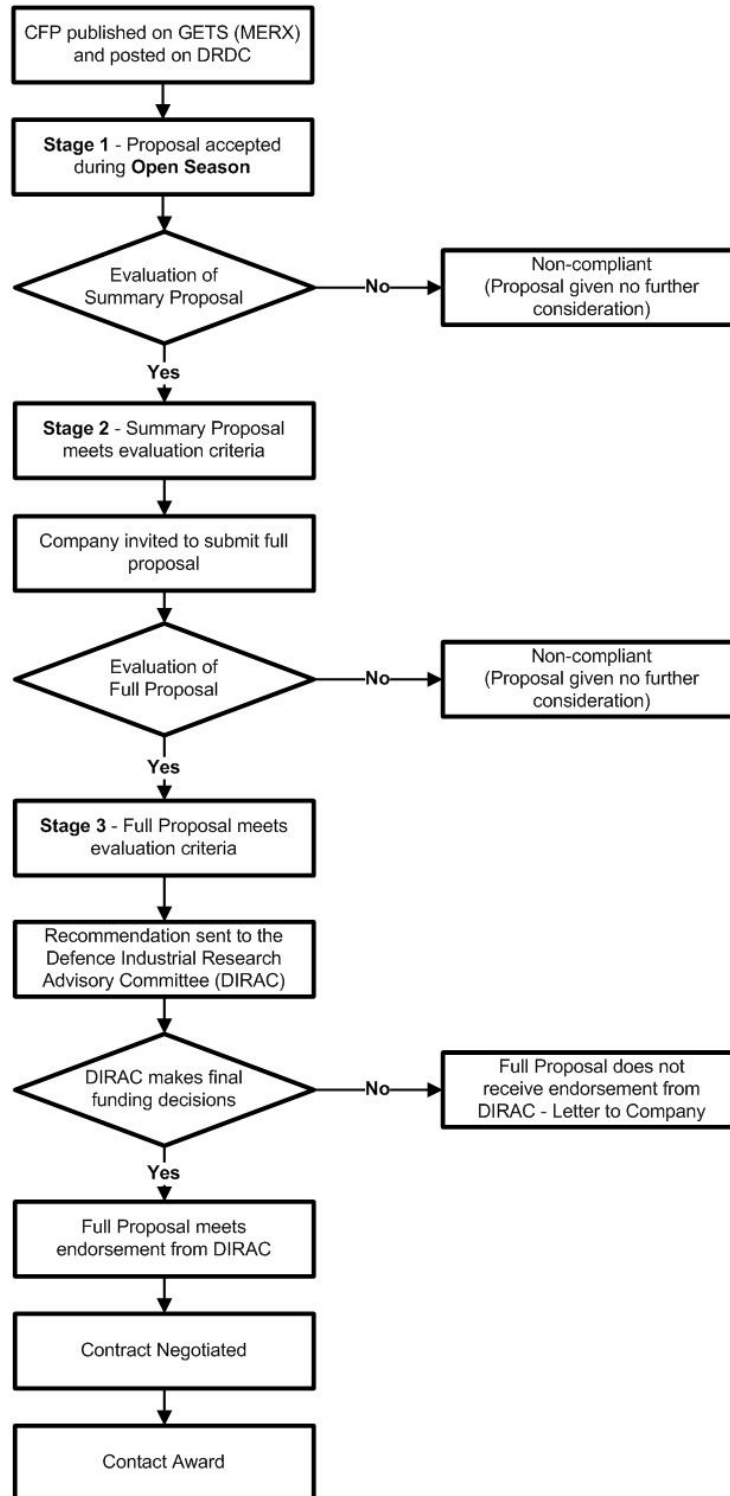 CFP published on GETS (MERX)
and posted on DRDC
Stage 1 - Proposal accepted
during Open Season
Evaluation of
Summary Proposal
No
Non-compliant
(Proposal given no further
consideration)
Yes
Stage 2 - Summary Proposal
meets evaluation criteria
Company invited to submit full
proposal
Evaluation of
Full Proposal
No
Non-compliant
(Proposal given no further
consideration)
Yes
Stage 3 - Full Proposal meets
evaluation criteria
Recommendation sent to the
Defence Industrial Research
Advisory Committee (DIRAC)
DIRAC makes final
funding decisions
No
Full Proposal does not
receive endorsement from
DIRAC - Letter to Company
Yes
Full Proposal meets
endorsement from DIRAC
Contract Negotiated
Contact Award